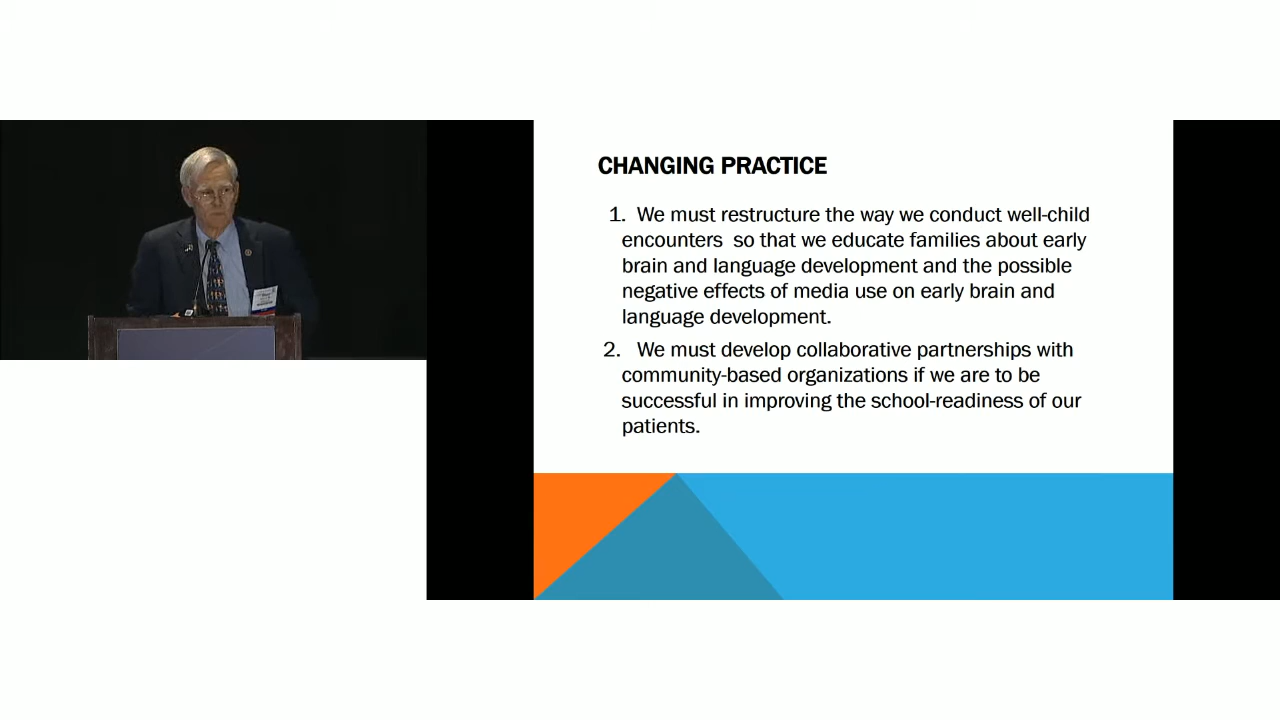 CHANGING PRACTICE
1. We must restructure the way we conduct well-child
encounters so that we educate families about early
brain and language development and the possible
negative effects of media use on early brain and
language development.
2. We must develop collaborative partnerships with
community-based organizations if we are to be
successful in improving the school-readiness of our
patients.